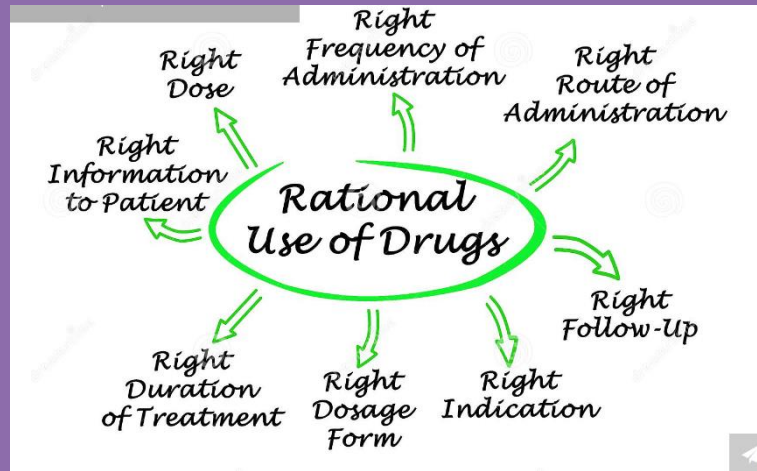 Right
Dose
Right
Frequency of
Administration
Right
Route of
Administration
Right
Information
to Patient
Rational
Use of Drugs
Right
Follow-Up
Right
Duration
of Treatment
Right
Dosage
Form
Right
Indication